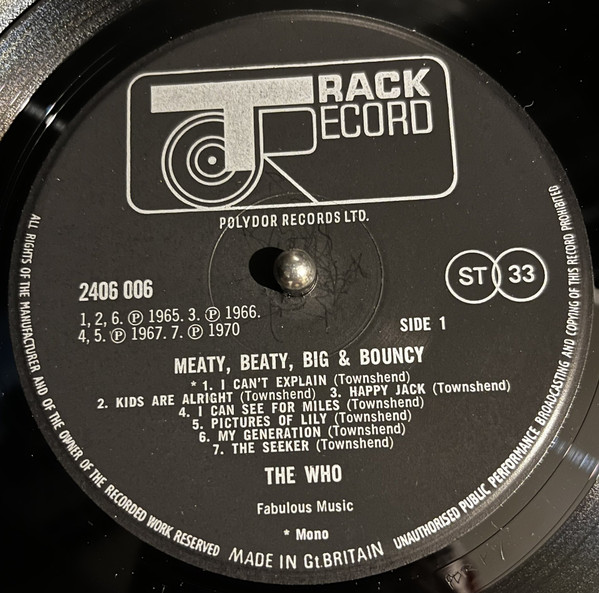 TRACK
RECORD
POLYDOR RECORDS LTD.
2406 006
ST 33
1, 2, 6. Ⓟ 1965. 3. Ⓟ 1966.
4, 5. Ⓟ 1967. 7. Ⓟ 1970
SIDE 1
MEATY, BEATY, BIG & BOUNCY
* 1. I CAN'T EXPLAIN (Townshend)
2. KIDS ARE ALRIGHT (Townshend) 3. HAPPY JACK (Townshend)
4. I CAN SEE FOR MILES (Townshend)
5. PICTURES OF LILY (Townshend)
6. MY GENERATION (Townshend)
7. THE SEEKER (Townshend)
THE WHO
Fabulous Music
* Mono
ALL RIGHTS OF THE MANUFACTURER AND OF THE OWNER OF THE RECORDED WORK RESERVED
MADE IN Gt. BRITAIN
UNAUTHORISED PUBLIC PERFORMANCE BROADCASTING AND COPYING OF THIS RECORD PROHIBITED